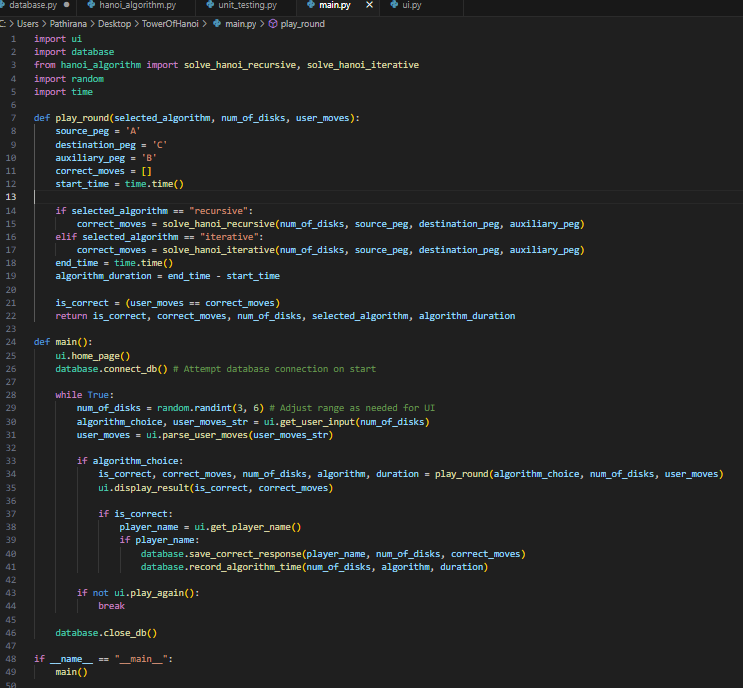 database.py ● hanoi_algorithm.py unit_testing.py main.py × ui.py
C: > Users > Pathirana > Desktop > TowerOfHanoi > main.py > play_round
1 import ui
2 import database
3 from hanoi_algorithm import solve_hanoi_recursive, solve_hanoi_iterative
4 import random
5 import time
6
7 def play_round(selected_algorithm, num_of_disks, user_moves):
8     source_peg = 'A'
9     destination_peg = 'C'
10     auxiliary_peg = 'B'
11     correct_moves = []
12     start_time = time.time()
13
14     if selected_algorithm == "recursive":
15         correct_moves = solve_hanoi_recursive(num_of_disks, source_peg, destination_peg, auxiliary_peg)
16     elif selected_algorithm == "iterative":
17         correct_moves = solve_hanoi_iterative(num_of_disks, source_peg, destination_peg, auxiliary_peg)
18     end_time = time.time()
19     algorithm_duration = end_time - start_time
20
21     is_correct = (user_moves == correct_moves)
22     return is_correct, correct_moves, num_of_disks, selected_algorithm, algorithm_duration
23
24 def main():
25     ui.home_page()
26     database.connect_db() # Attempt database connection on start
27
28     while True:
29         num_of_disks = random.randint(3, 6) # Adjust range as needed for UI
30         algorithm_choice, user_moves_str = ui.get_user_input(num_of_disks)
31         user_moves = ui.parse_user_moves(user_moves_str)
32
33         if algorithm_choice:
34             is_correct, correct_moves, num_of_disks, algorithm, duration = play_round(algorithm_choice, num_of_disks, user_moves)
35             ui.display_result(is_correct, correct_moves)
36
37             if is_correct:
38                 player_name = ui.get_player_name()
39                 if player_name:
40                     database.save_correct_response(player_name, num_of_disks, correct_moves)
41                     database.record_algorithm_time(num_of_disks, algorithm, duration)
42
43         if not ui.play_again():
44             break
45
46     database.close_db()
47
48 if __name__ == "__main__":
49     main()
50